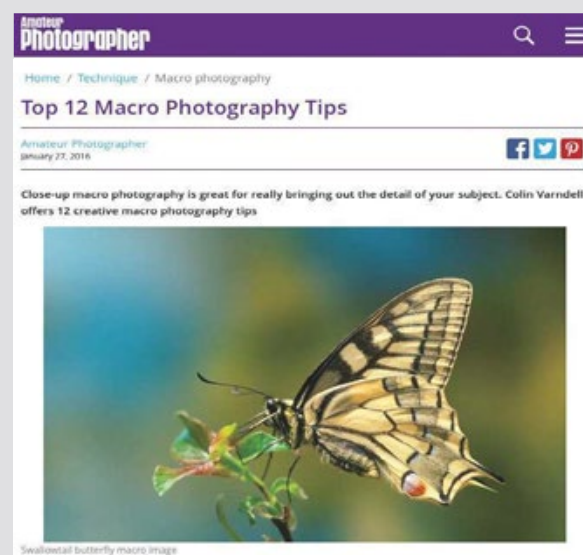 Amateur
Photographer
Home / Technique / Macro photography
Top 12 Macro Photography Tips
Amateur Photographer
January 27, 2016
Close-up macro photography is great for really bringing out the detail of your subject. Colin Varndell
offers 12 creative macro photography tips
Swallowtail butterfly macro image